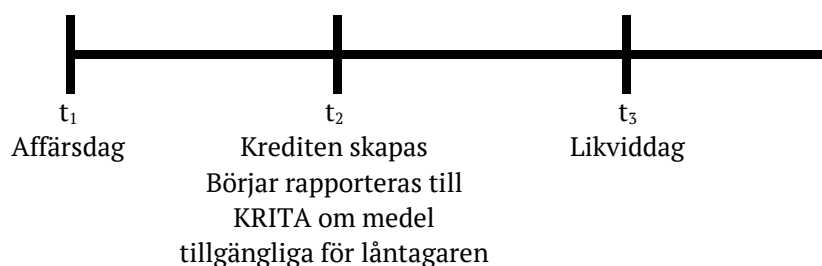 t₁
Affärsdag
t₂
Krediten skapas
Börjar rapporteras till
KRITA om medel
tillgängliga för låntagaren
t₃
Likviddag